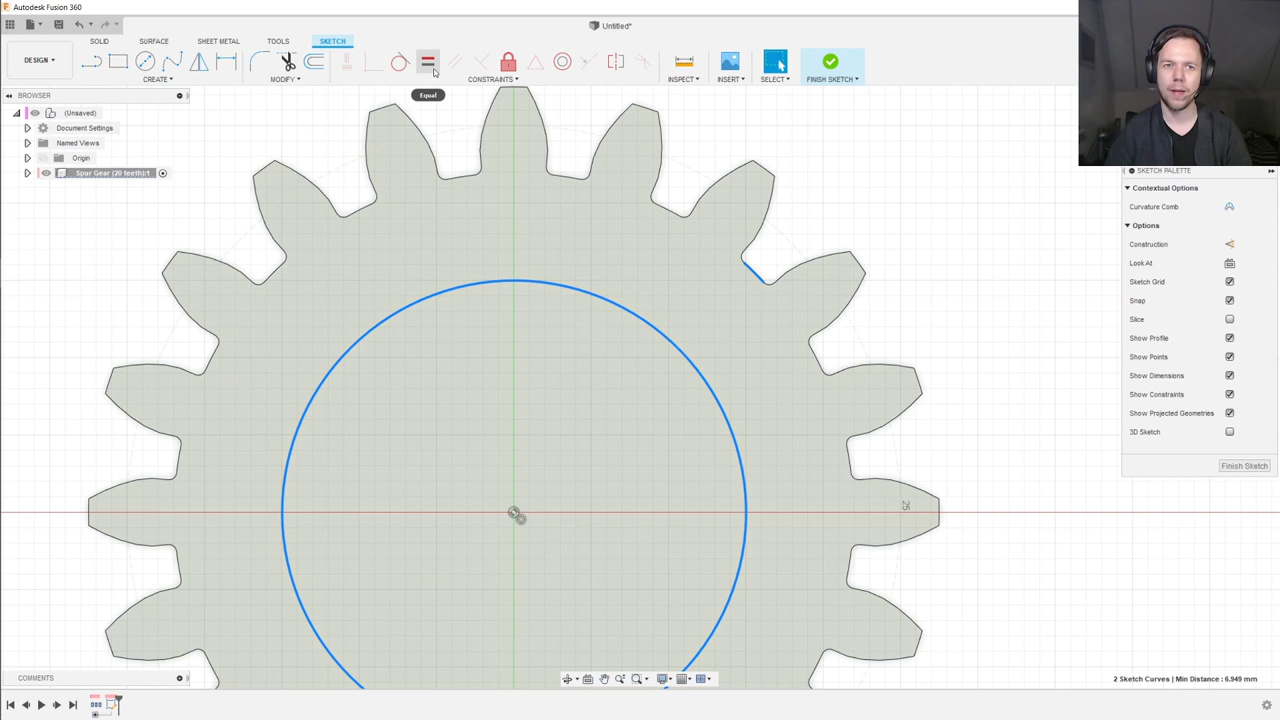 Autodesk Fusion 360
Untitled*
DESIGN
SOLID
SURFACE
SHEET METAL
TOOLS
SKETCH
CREATE
MODIFY
CONSTRAINTS
INSPECT
INSERT
SELECT
FINISH SKETCH
Equal
BROWSER
(Unsaved)
Document Settings
Named Views
Origin
Spur Gear (20 teeth):1
SKETCH PALETTE
Contextual Options
Curvature Comb
Options
Construction
Look At
Sketch Grid
Snap
Slice
Show Profile
Show Points
Show Dimensions
Show Constraints
Show Projected Geometries
3D Sketch
Finish Sketch
25
COMMENTS
2 Sketch Curves | Min Distance : 6.949 mm